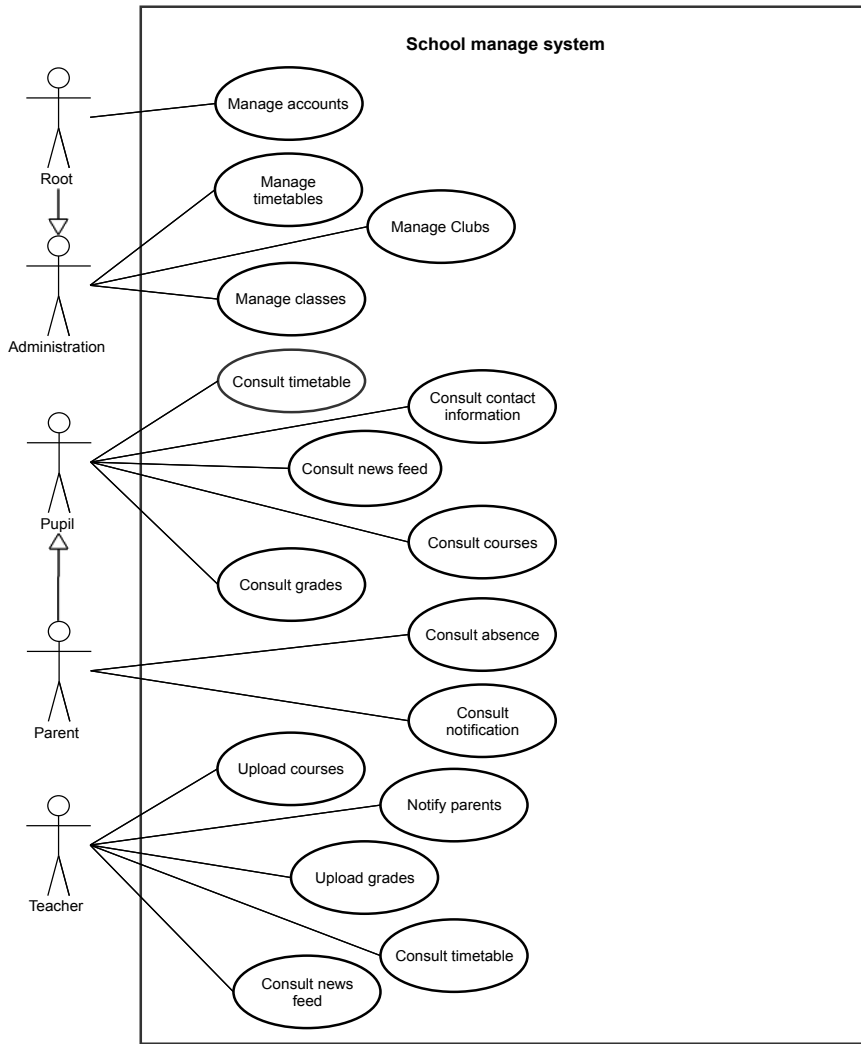 School manage system
Manage accounts
Root
Manage
timetables
Manage Clubs
Manage classes
Administration
Consult timetable
Consult contact
information
Consult news feed
Pupil
Consult courses
Consult grades
Consult absence
Parent
Consult
notification
Upload courses
Notify parents
Upload grades
Teacher
Consult timetable
Consult news
feed